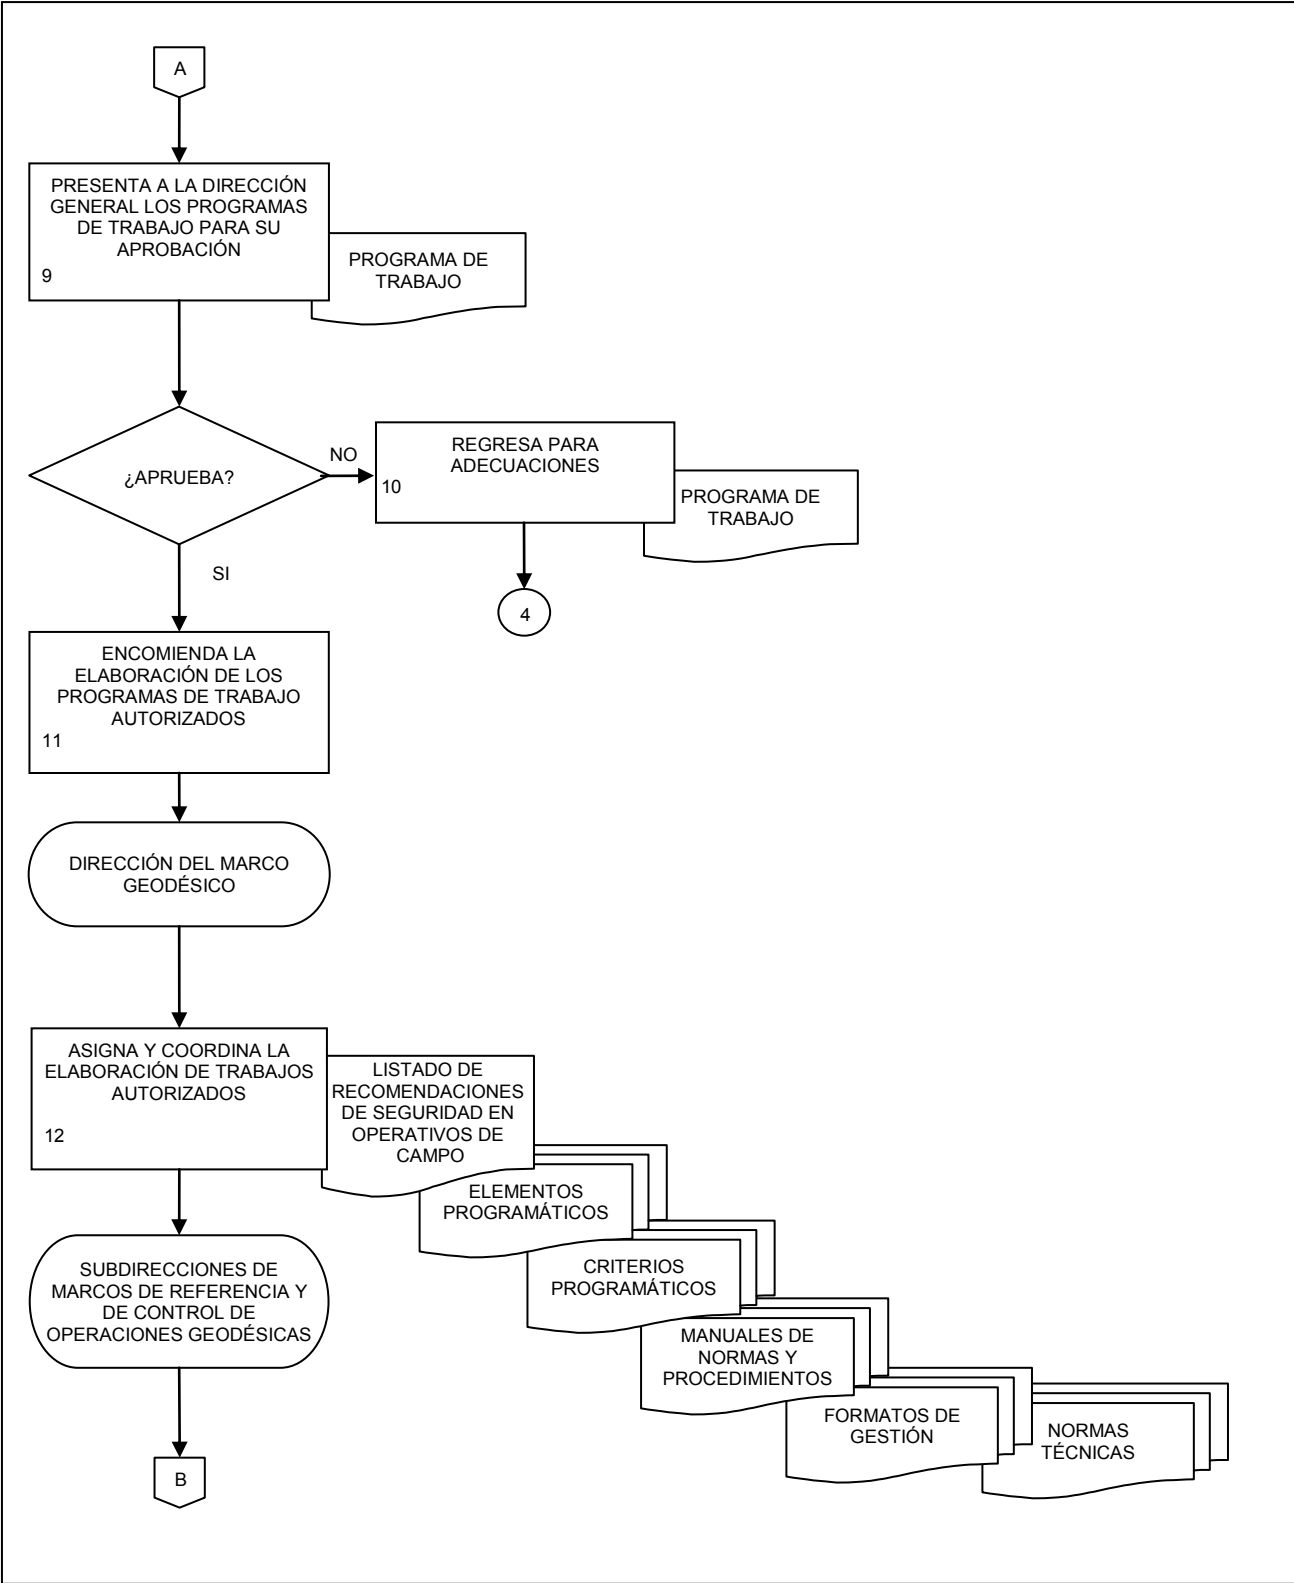 A
PRESENTA A LA DIRECCIÓN
GENERAL LOS PROGRAMAS
DE TRABAJO PARA SU
APROBACIÓN
9
PROGRAMA DE
TRABAJO
¿APRUEBA?
NO
REGRESA PARA
ADECUACIONES
10
PROGRAMA DE
TRABAJO
4
SI
ENCOMIENDA LA
ELABORACIÓN DE LOS
PROGRAMAS DE TRABAJO
AUTORIZADOS
11
DIRECCIÓN DEL MARCO
GEODÉSICO
ASIGNA Y COORDINA LA
ELABORACIÓN DE TRABAJOS
AUTORIZADOS
12
LISTADO DE
RECOMENDACIONES
DE SEGURIDAD EN
OPERATIVOS DE
CAMPO
ELEMENTOS
PROGRAMÁTICOS
CRITERIOS
PROGRAMÁTICOS
MANUALES DE
NORMAS Y
PROCEDIMIENTOS
FORMATOS DE
GESTIÓN
NORMAS
TÉCNICAS
SUBDIRECCIONES DE
MARCOS DE REFERENCIA Y
DE CONTROL DE
OPERACIONES GEODÉSICAS
B